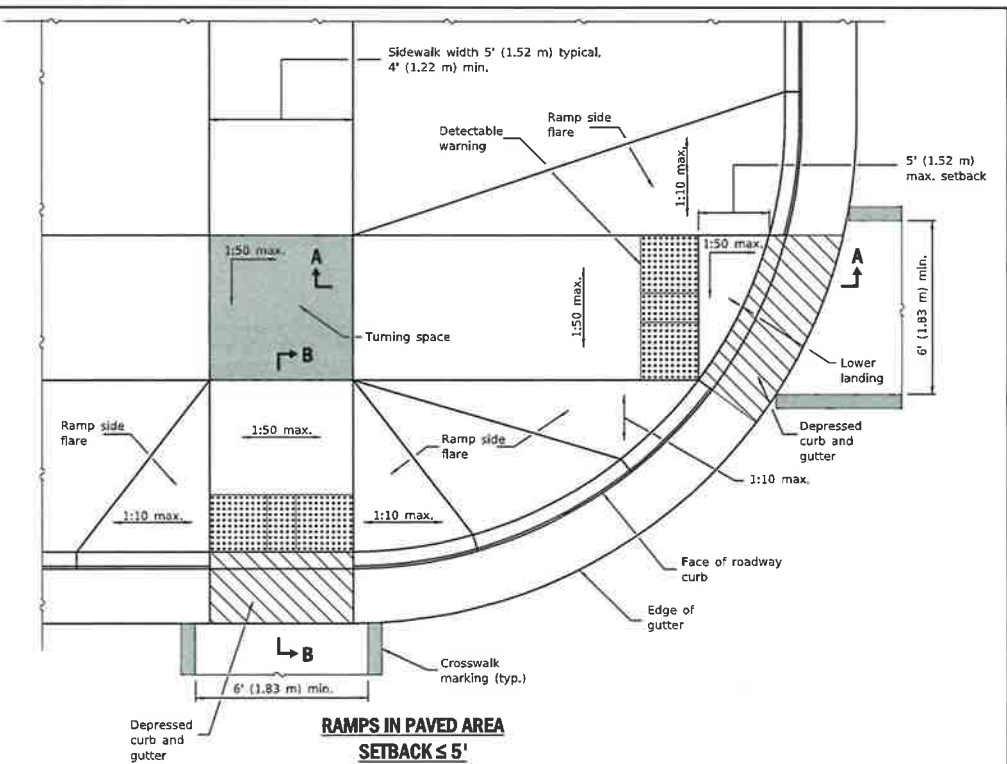 Sidewalk width 5' (1.52 m) typical,
4' (1.22 m) min.
Detectable
warning
Ramp side
flare
1:10 max.
5' (1.52 m)
max. setback
1:50 max.
A
1:50 max.
A
1:50 max.
6' (1.83 m) min.
Turning space
B
Lower
landing
Ramp side
flare
1:50 max.
Ramp side
flare
Depressed
curb and
gutter
1:10 max.
1:10 max.
1:10 max.
Face of roadway
curb
Edge of
gutter
B
Crosswalk
marking (typ.)
6' (1.83 m) min.
Depressed
curb and
gutter
RAMPS IN PAVED AREA
SETBACK ≤ 5'